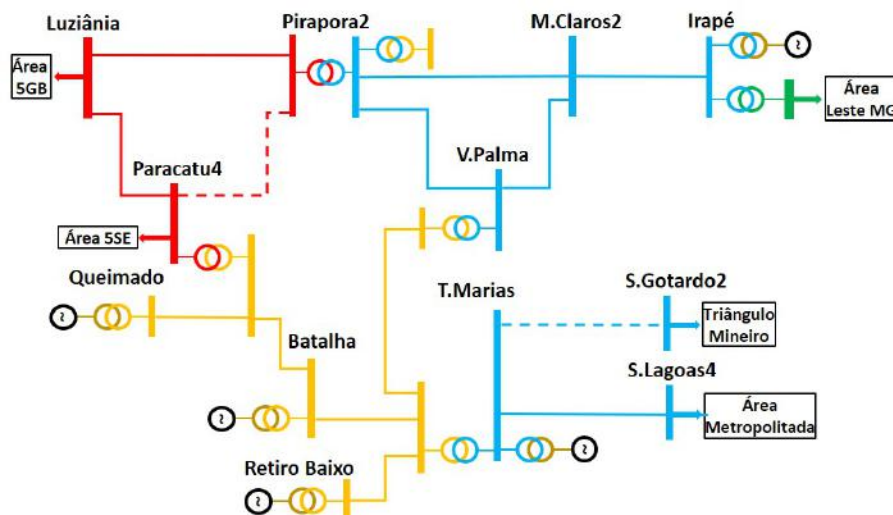 Luziânia
Pirapora2
M.Claros2
Irapé
Área
5GB
~
Área
Leste MG
V.Palma
Paracatu4
Área 5SE
Queimado
~
T.Marias
S.Gotardo2
Triângulo
Mineiro
Batalha
~
S.Lagoas4
Área
Metropolitada
~
Retiro Baixo
~